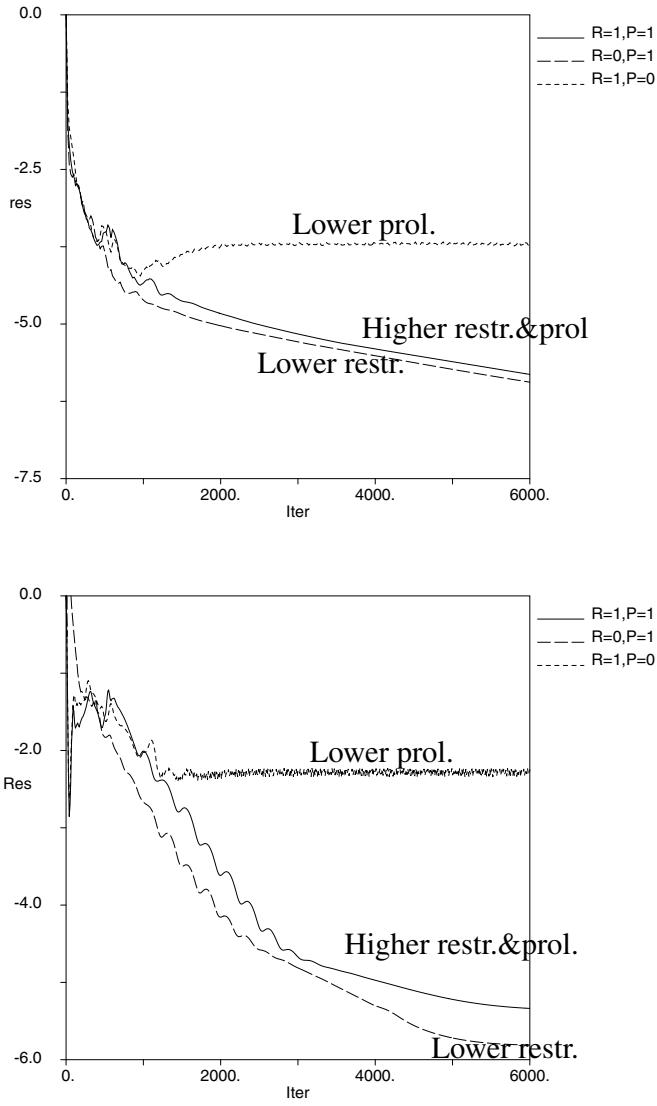 0.0
R=1,P=1
R=0,P=1
R=1,P=0
-2.5
res
Lower prol.
-5.0
Higher restr.&prol
Lower restr.
-7.5
0. 2000. 4000. 6000.
Iter
0.0
R=1,P=1
R=0,P=1
R=1,P=0
-2.0
Res
Lower prol.
-4.0
Higher restr.&prol.
Lower restr.
-6.0
0. 2000. 4000. 6000.
Iter